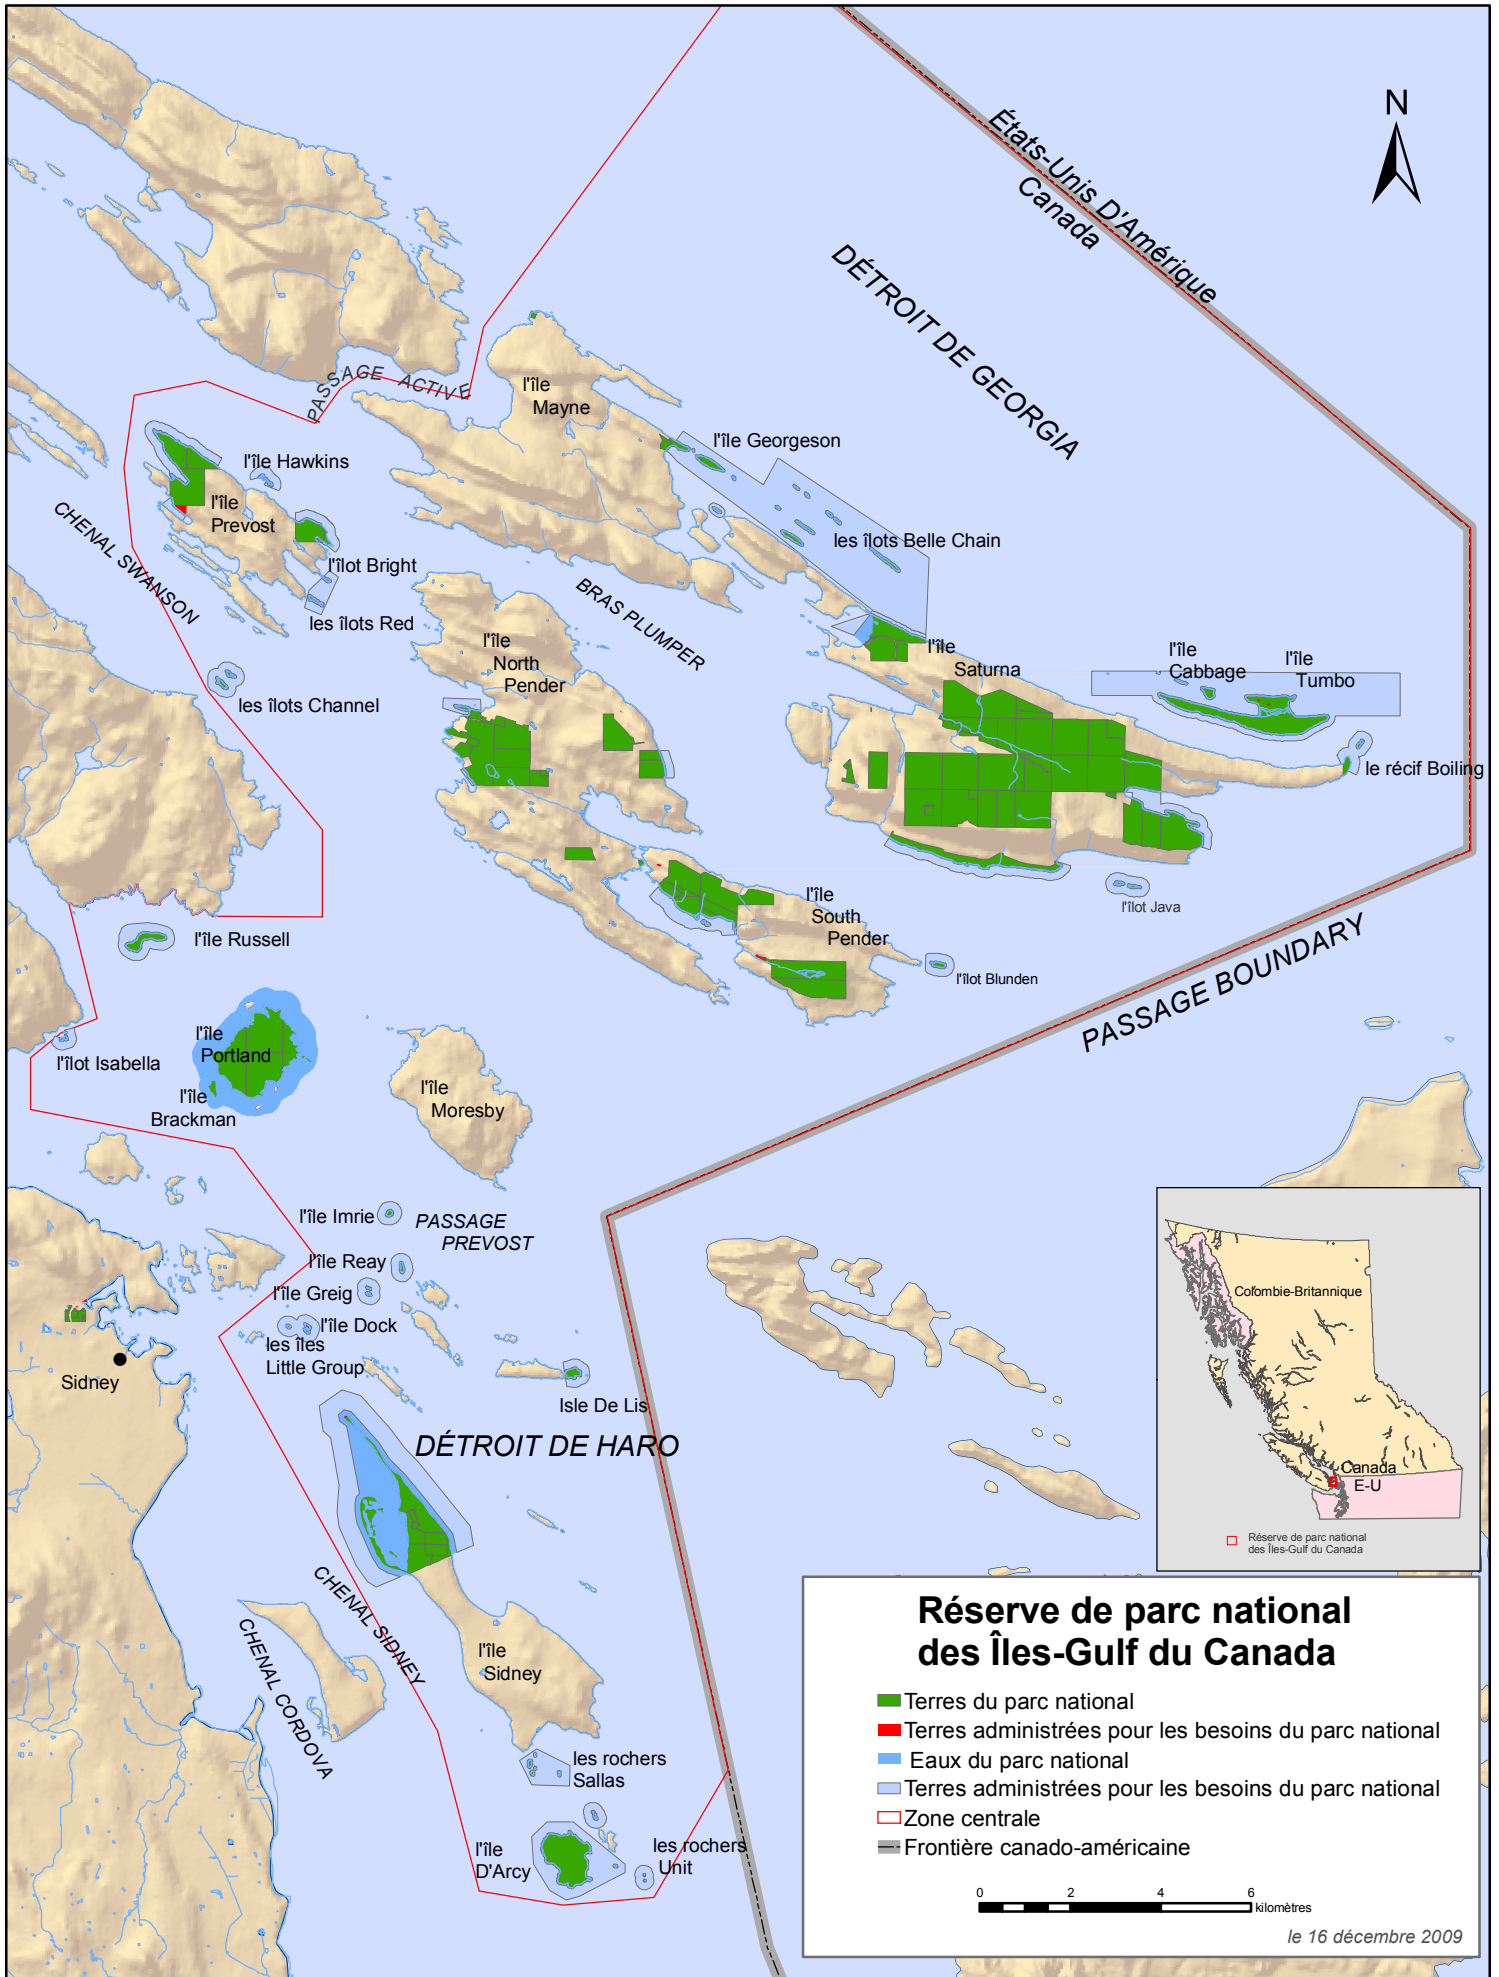 N
États-Unis D'Amérique
Canada
DÉTROIT DE GEORGIA
PASSAGE ACTIVE
l'île
Mayne
l'île Georgeson
l'île Hawkins
l'île
Prevost
CHENAL SWANSON
les îlots Belle Chain
l'îlot Bright
les îlots Red
BRAS PLUMPER
l'île
North
Pender
l'île
Saturna
l'île
Cabbage
l'île
Tumbo
les îlots Channel
le récif Boiling
l'îlot Java
l'île
South
Pender
l'île Russell
l'îlot Blunden
PASSAGE BOUNDARY
l'île
Portland
l'îlot Isabella
l'île
Brackman
l'île
Moresby
l'île Imrie
PASSAGE
PREVOST
l'île Reay
l'île Greig
l'île Dock
les îles
Little Group
Sidney
Isle De Lis
DÉTROIT DE HARO
CHENAL SIDNEY
CHENAL CORDOVA
l'île
Sidney
les rochers
Sallas
l'île
D'Arcy
les rochers
Unit
Colombie-Britannique
Canada
E-U
Réserve de parc national
des Îles-Gulf du Canada
Réserve de parc national
des Îles-Gulf du Canada
Terres du parc national
Terres administrées pour les besoins du parc national
Eaux du parc national
Terres administrées pour les besoins du parc national
Zone centrale
Frontière canado-américaine
0 2 4 6
kilomètres
le 16 décembre 2009